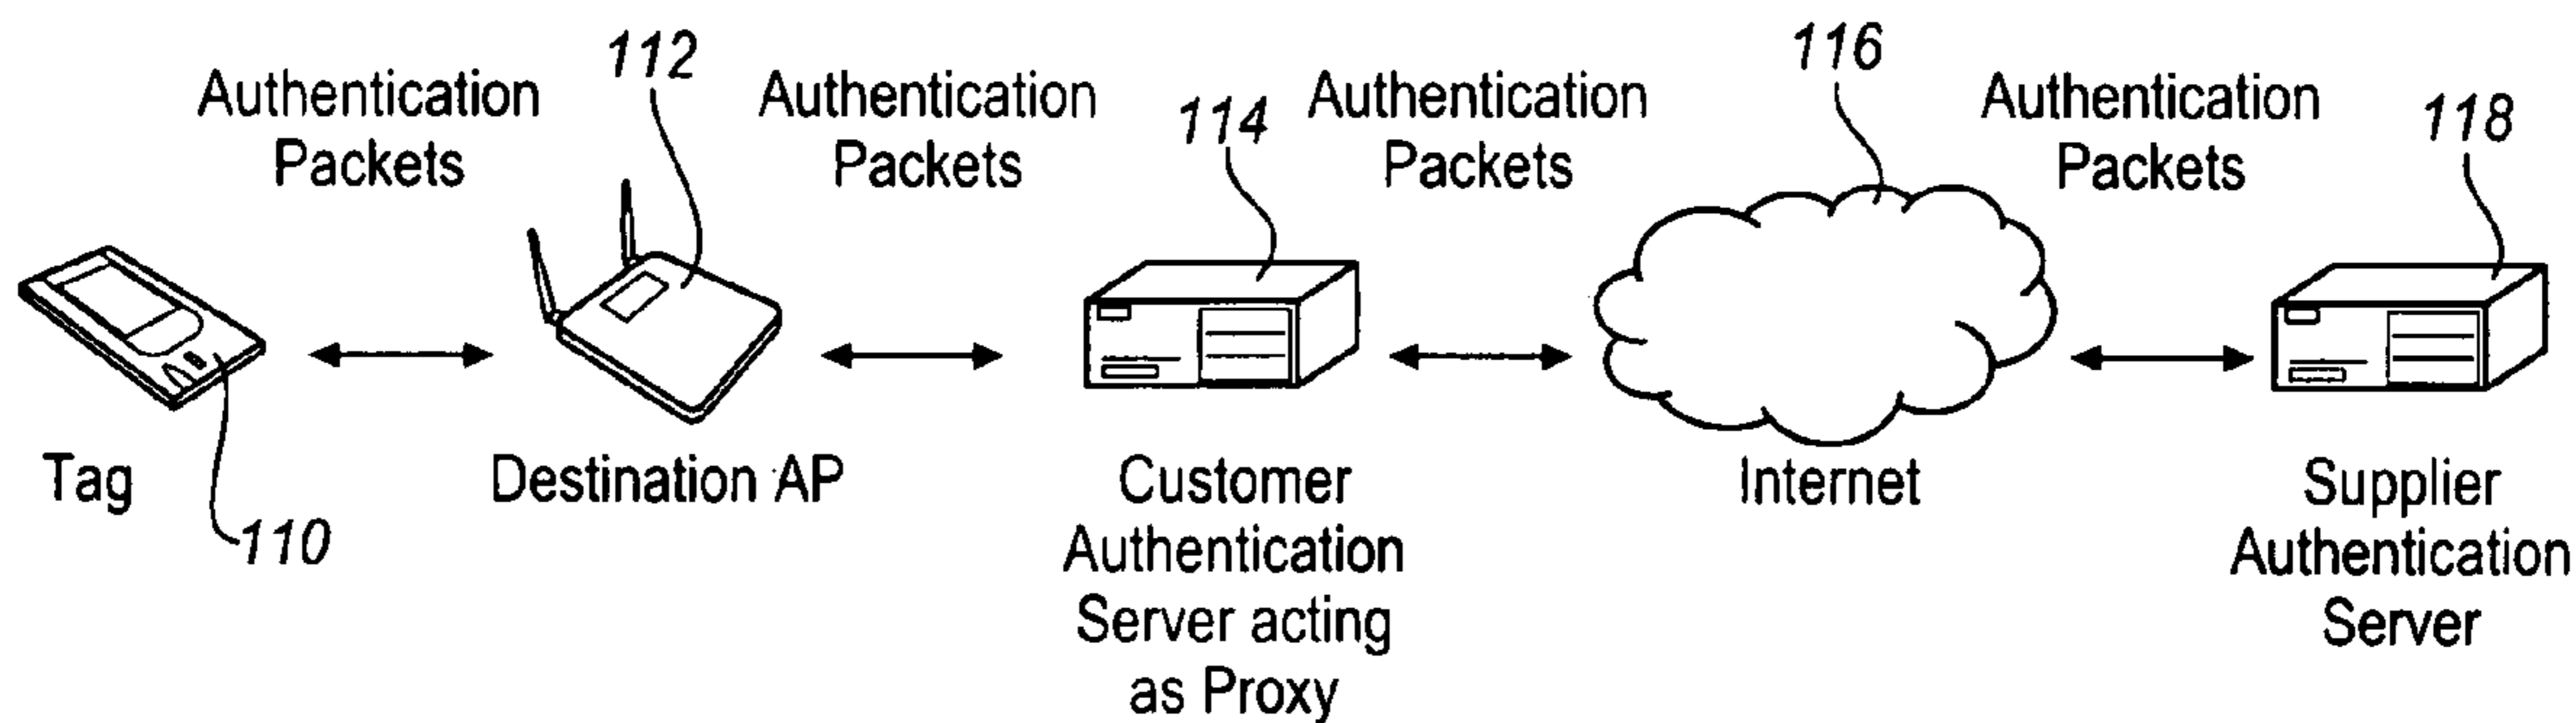 112
116
Authentication
Packets
Authentication
Packets
114
Authentication
Packets
Authentication
Packets
118
Tag
110
Destination AP
Customer
Authentication
Server acting
as Proxy
Internet
Supplier
Authentication
Server